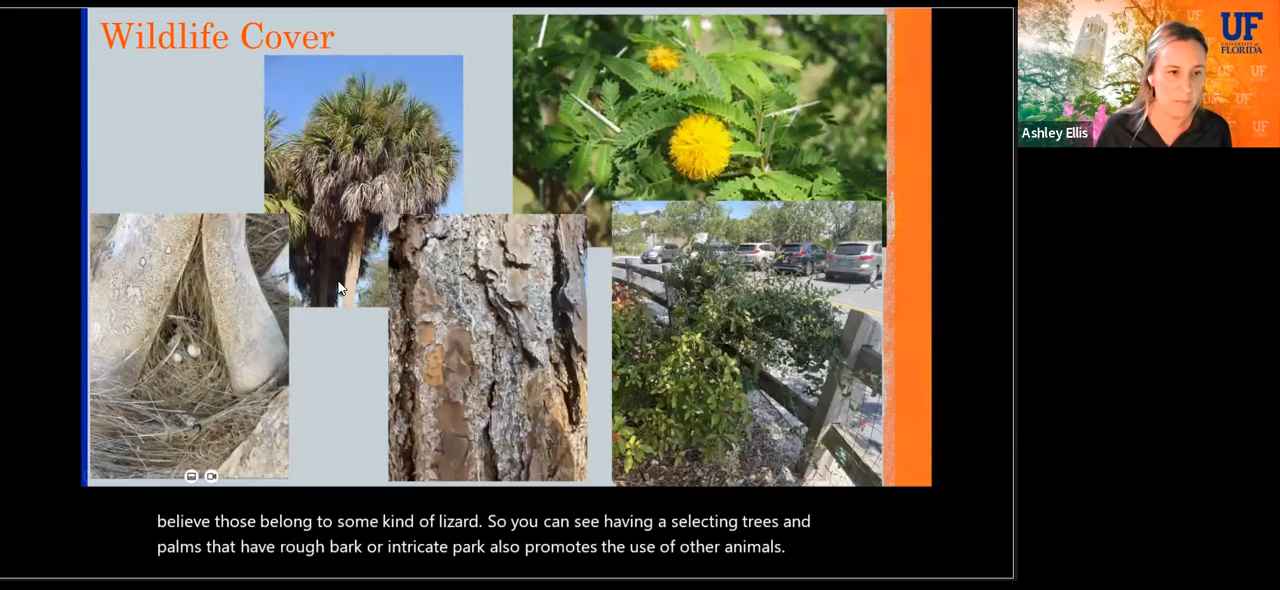 Wildlife Cover
UF
UNIVERSITY of
FLORIDA
Ashley Ellis
believe those belong to some kind of lizard. So you can see having a selecting trees and
palms that have rough bark or intricate park also promotes the use of other animals.